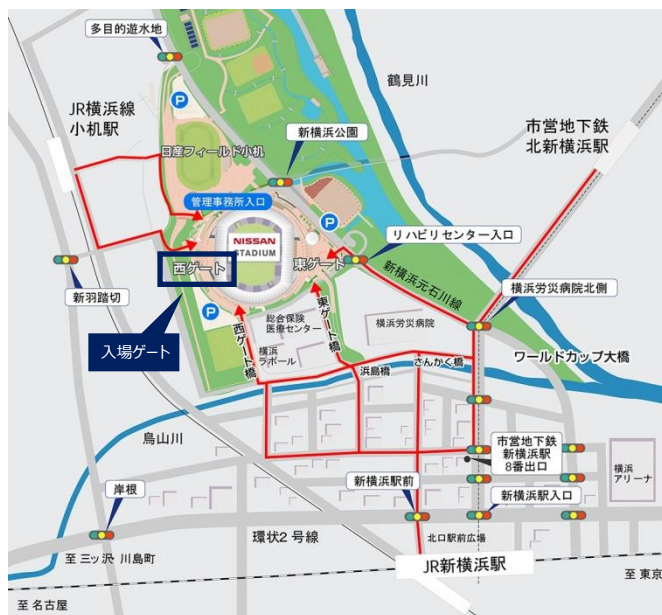 多目的遊水地
鶴見川
JR横浜線
小机駅
P
新横浜公園
市営地下鉄
北新横浜駅
日産フィールド小机
管理事務所入口
P
NISSAN
STADIUM
リハビリセンター入口
西ゲート
東ゲート
新羽踏切
新横浜元石川線
横浜労災病院北側
P
総合保険
医療センター
東ゲート橋
横浜労災病院
入場ゲート
西ゲート橋
横浜
ラポール
ワールドカップ大橋
浜鳥橋
さんかく橋
鳥山川
市営地下鉄
新横浜駅
8番出口
横浜
アリーナ
岸根
新横浜駅前
新横浜駅入口
環状2号線
北口駅前広場
至 三ッ沢・川島町
JR新横浜駅
至 東京
至 名古屋